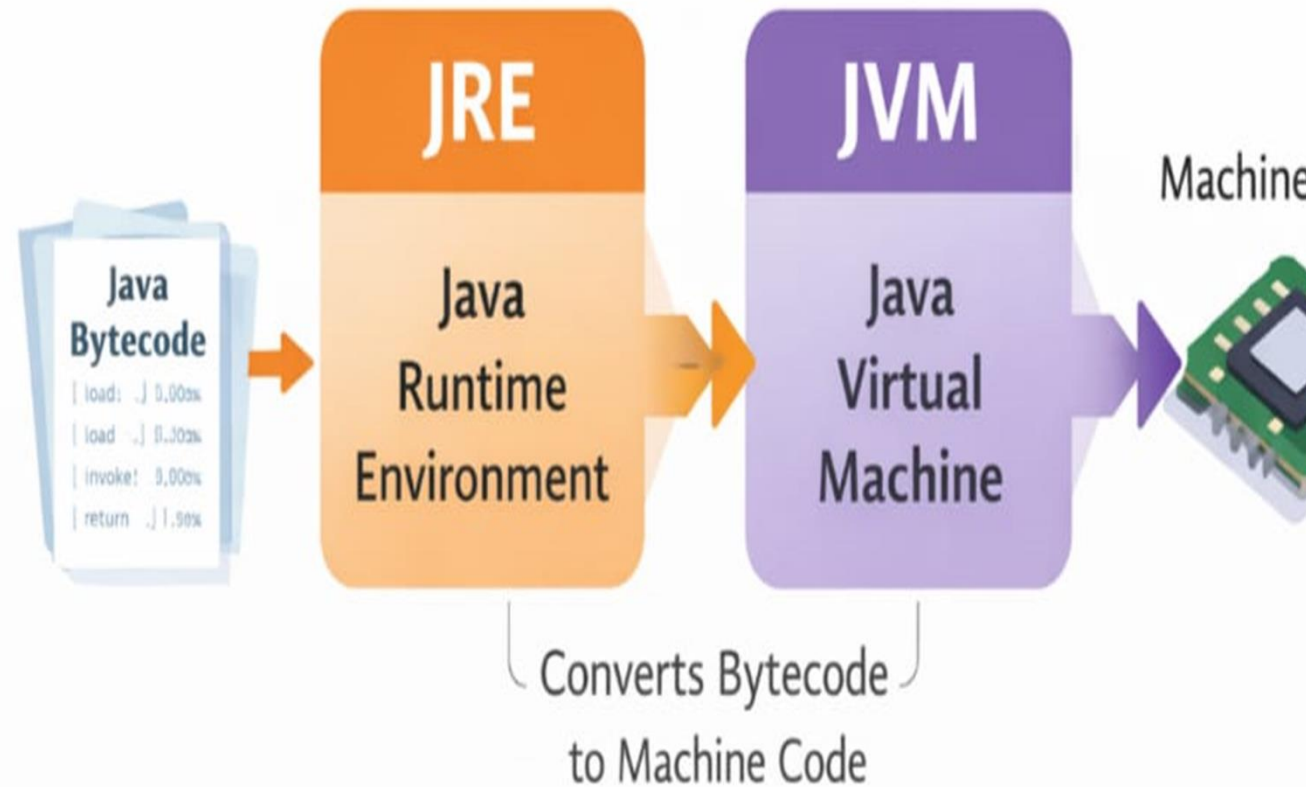 JRE
JVM
Machine
Java
Bytecode
load:
load
invoke!
return
Java
Runtime
Environment
Java
Virtual
Machine
Converts Bytecode
to Machine Code